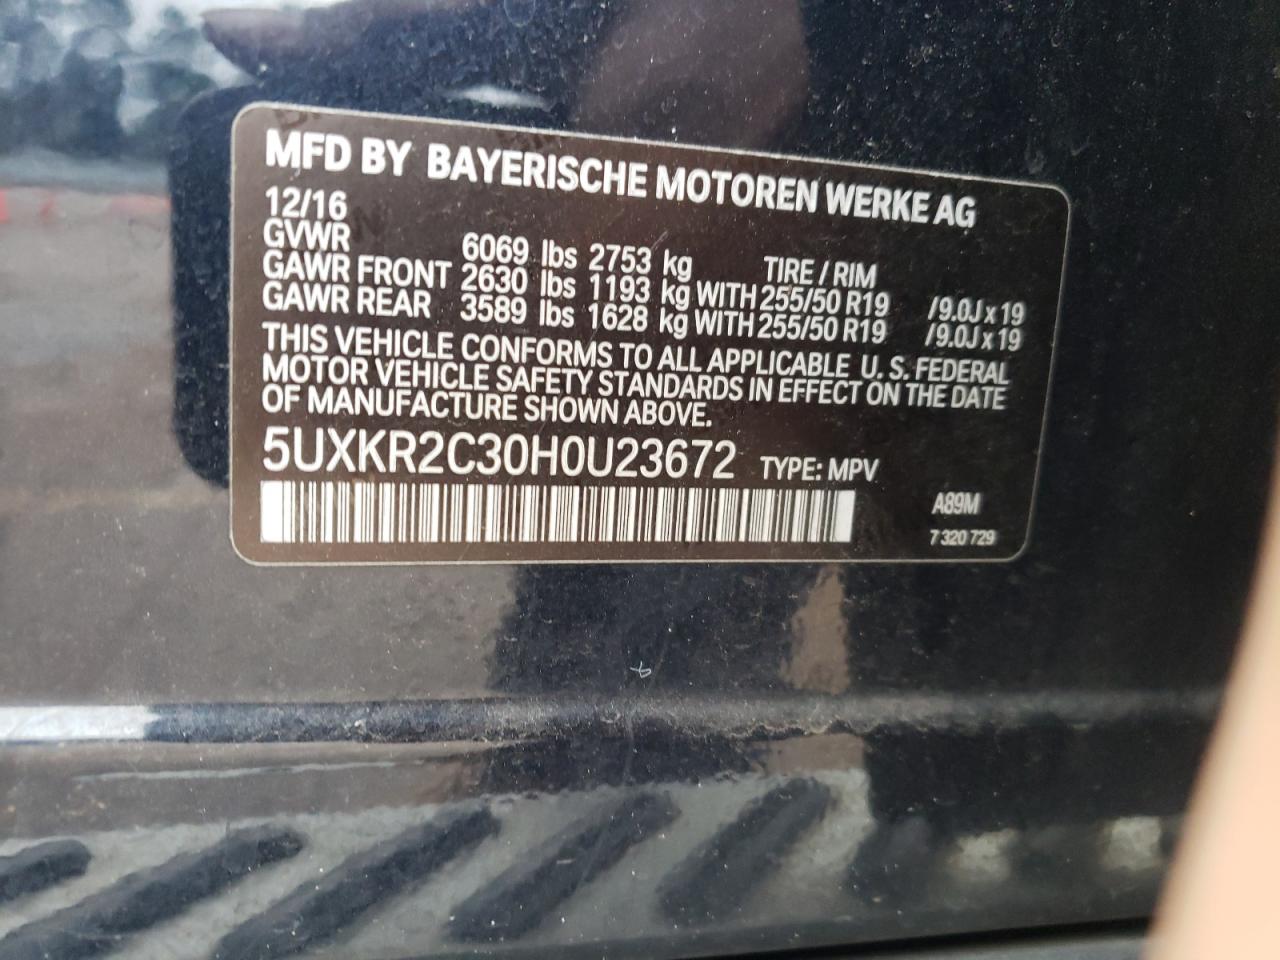 MFD BY BAYERISCHE MOTOREN WERKE AG
12/16
GVWR 6069 lbs 2753 kg TIRE / RIM
GAWR FRONT 2630 lbs 1193 kg WITH 255/50 R19 /9.0J x 19
GAWR REAR 3589 lbs 1628 kg WITH 255/50 R19 /9.0J x 19
THIS VEHICLE CONFORMS TO ALL APPLICABLE U. S. FEDERAL
MOTOR VEHICLE SAFETY STANDARDS IN EFFECT ON THE DATE
OF MANUFACTURE SHOWN ABOVE.
5UXKR2C30H0U23672 TYPE: MPV
A89M
7 320 729